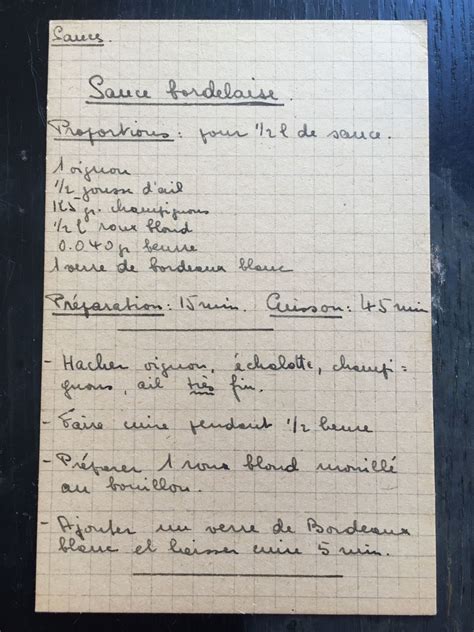 Sauces.
Sauce bordelaise.
Proportions: pour 1/2 l de sauce.
1 oignon
1/2 gousse d'ail
125 gr. champignons
1/2 l roux blond
0.040 g beurre
1 verre de bordeaux blanc
Préparation: 15 min. Cuisson: 45 min
- Hacher oignon, échalotte, champi-
gnons, ail très fin.
- Faire cuire pendant 1/2 heure
- Préparer 1 roux blond mouillé
au bouillon.
- Ajouter un verre de Bordeaux
blanc et laisser cuire 5 min.